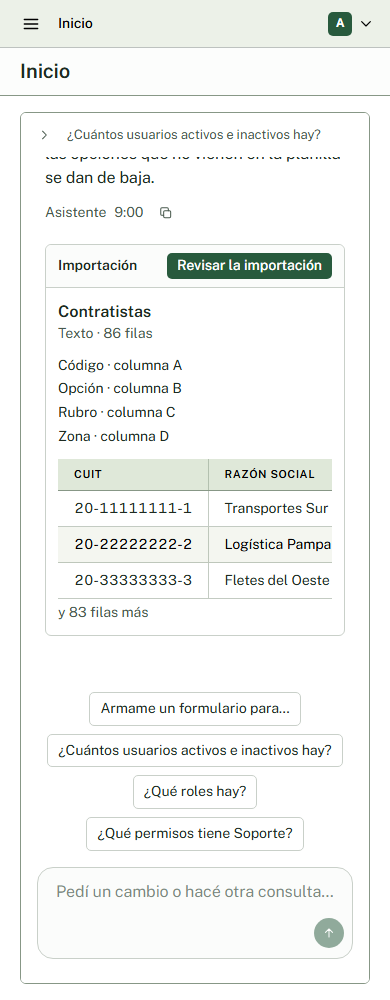 Inicio
A
Inicio
¿Cuántos usuarios activos e inactivos hay?
las opciones que no vienen en la planilla
se dan de baja.
Asistente 9:00
Importación
Revisar la importación
Contratistas
Texto · 86 filas
Código · columna A
Opción · columna B
Rubro · columna C
Zona · columna D
CUIT RAZÓN SOCIAL
20-11111111-1 Transportes Sur
20-22222222-2 Logística Pampa
20-33333333-3 Fletes del Oeste
y 83 filas más
Armame un formulario para...
¿Cuántos usuarios activos e inactivos hay?
¿Qué roles hay?
¿Qué permisos tiene Soporte?
Pedí un cambio o hacé otra consulta...